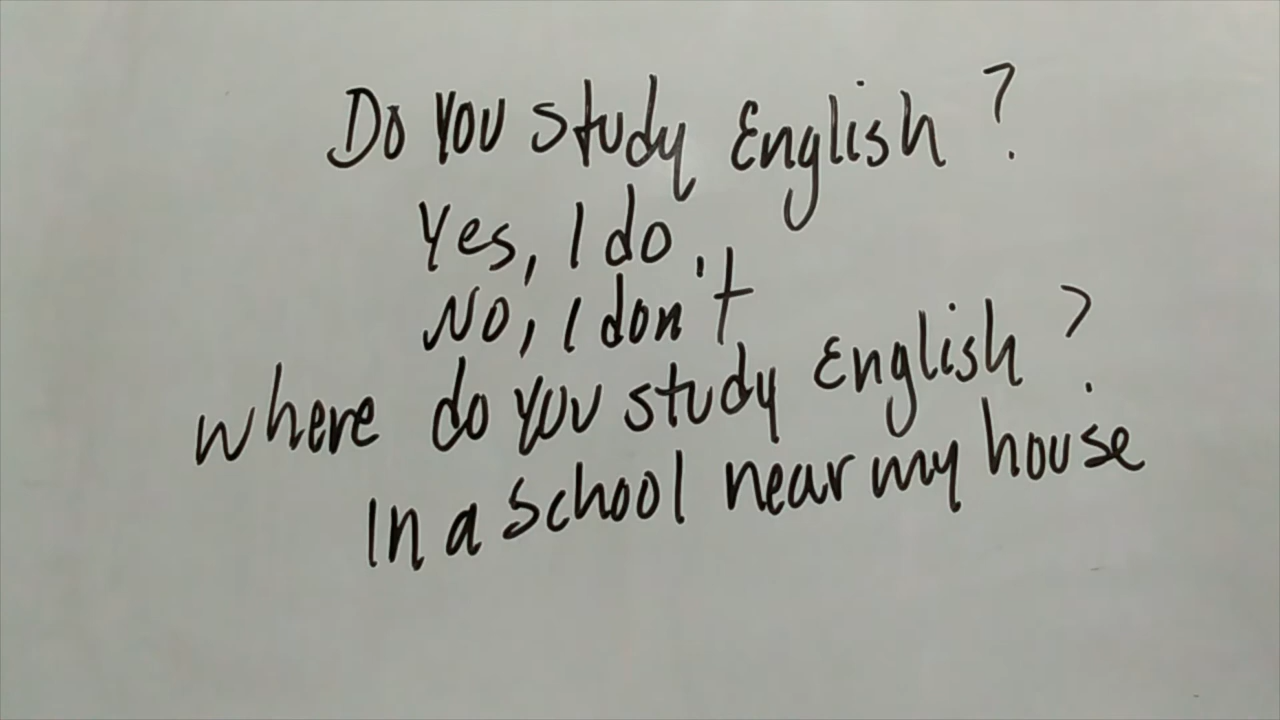 Do You study English ?
Yes, I do.
No, I don't
where do you study English ?
In a school near my house